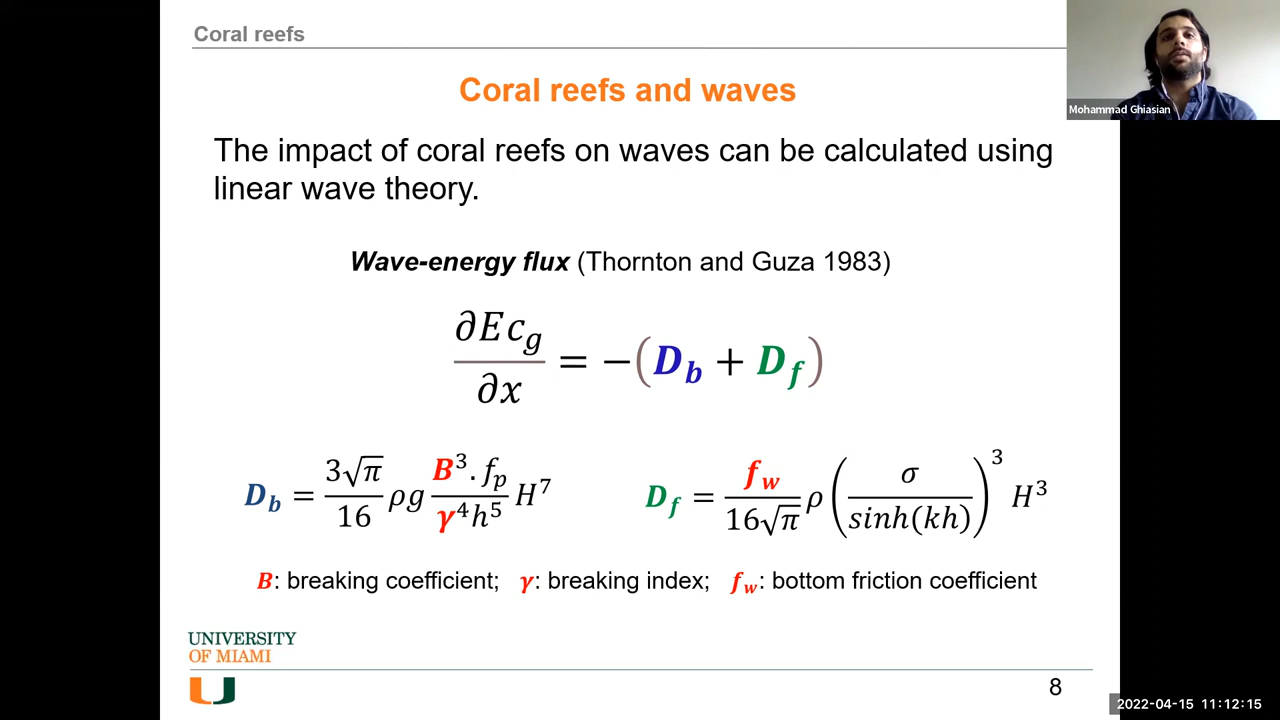 Coral reefs
Coral reefs and waves
Mohammad Ghiasian
The impact of coral reefs on waves can be calculated using
linear wave theory.
Wave-energy flux (Thornton and Guza 1983)
∂Ec_g / ∂x = −(D_b + D_f)
D_b = 3√π/16 ρg B³.f_p / γ⁴h⁵ H⁷
D_f = f_w / 16√π ρ (σ / sinh(kh))³ H³
B: breaking coefficient; γ: breaking index; f_w: bottom friction coefficient
UNIVERSITY
OF MIAMI
8
2022-04-15 11:12:15